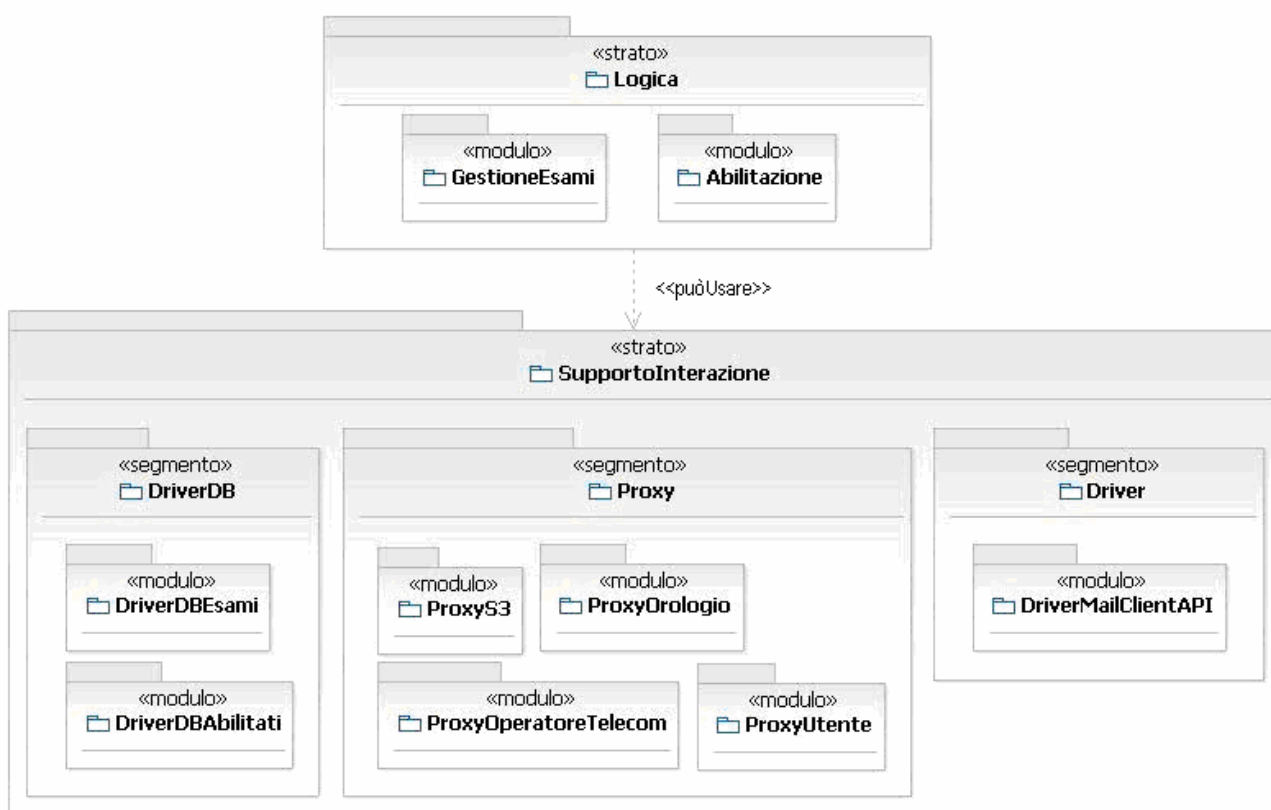 «strato»
Logica
«modulo»
GestioneEsami
«modulo»
Abilitazione
<<puòUsare>>
«strato»
SupportoInterazione
«segmento»
DriverDB
«modulo»
DriverDBEsami
«modulo»
DriverDBAbilitati
«segmento»
Proxy
«modulo»
ProxyS3
«modulo»
ProxyOrologio
«modulo»
ProxyOperatoreTelecom
«modulo»
ProxyUtente
«segmento»
Driver
«modulo»
DriverMailClientAPI